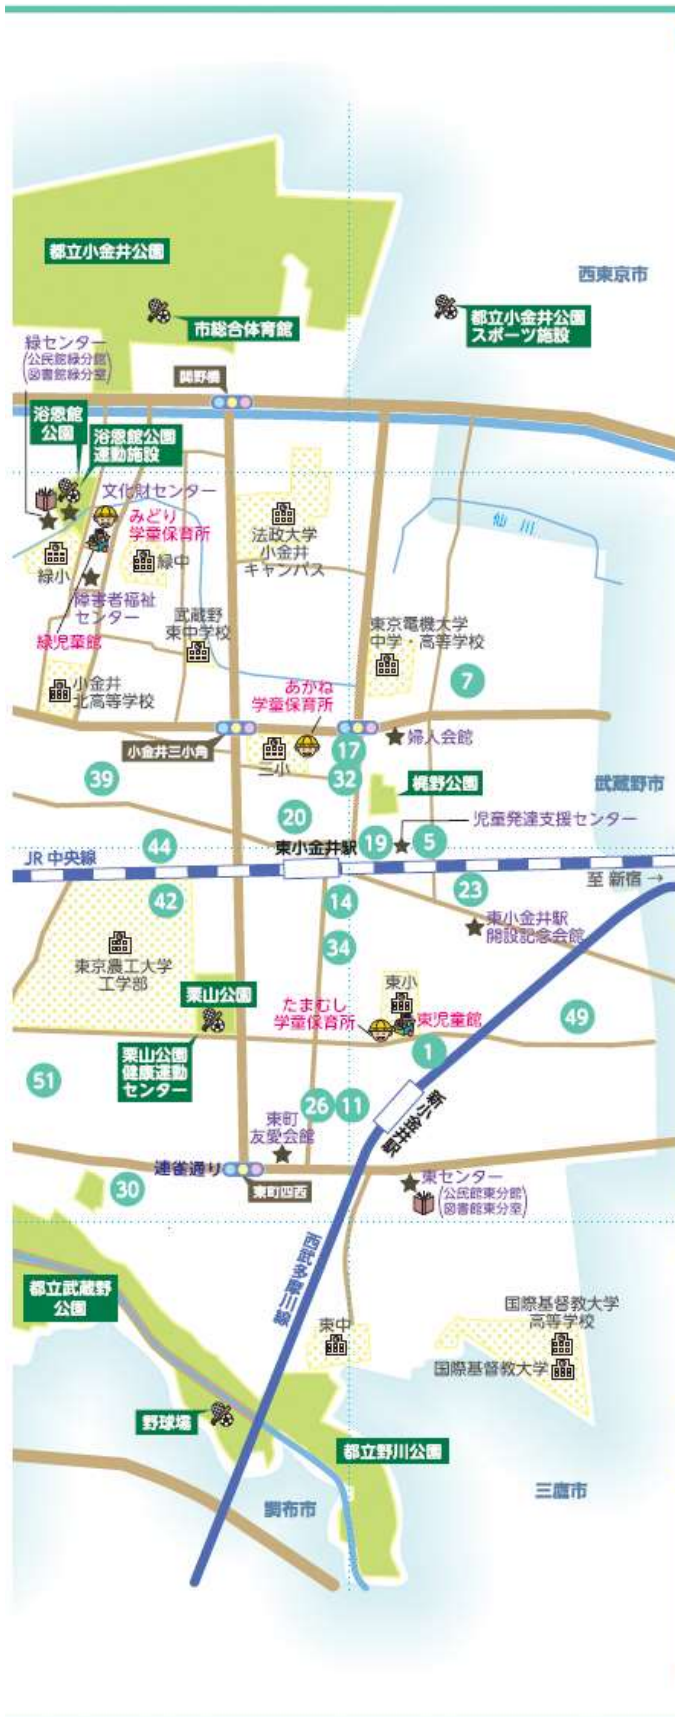 都立小金井公園
西東京市
市総合体育館
都立小金井公園
スポーツ施設
緑センター
(公民館緑分館
図書館緑分室)
関野橋
浴恩館
公園
浴恩館公園
運動施設
文化財センター
みどり
学童保育所
仙川
法政大学
小金井
キャンパス
緑小
緑中
障害者福祉
センター
武蔵野
東中学校
東京電機大学
中学・高等学校
緑児童館
小金井
北高等学校
あかね
学童保育所
7
小金井三小角
二小
17
婦人会館
39
32
梶野公園
武蔵野市
20
児童発達支援センター
JR中央線
44
東小金井駅
19
5
至 新宿→
42
14
23
東小金井駅
開設記念会館
東京農工大学
工学部
34
栗山公園
東小
たまむし
学童保育所
東児童館
49
栗山公園
健康運動
センター
1
51
26
11
新小金井駅
東町
友愛会館
連雀通り
東町四西
東センター
(公民館東分館
図書館東分室)
30
西武多摩川線
都立武蔵野
公園
東中
国際基督教大学
高等学校
国際基督教大学
野球場
都立野川公園
調布市
三鷹市